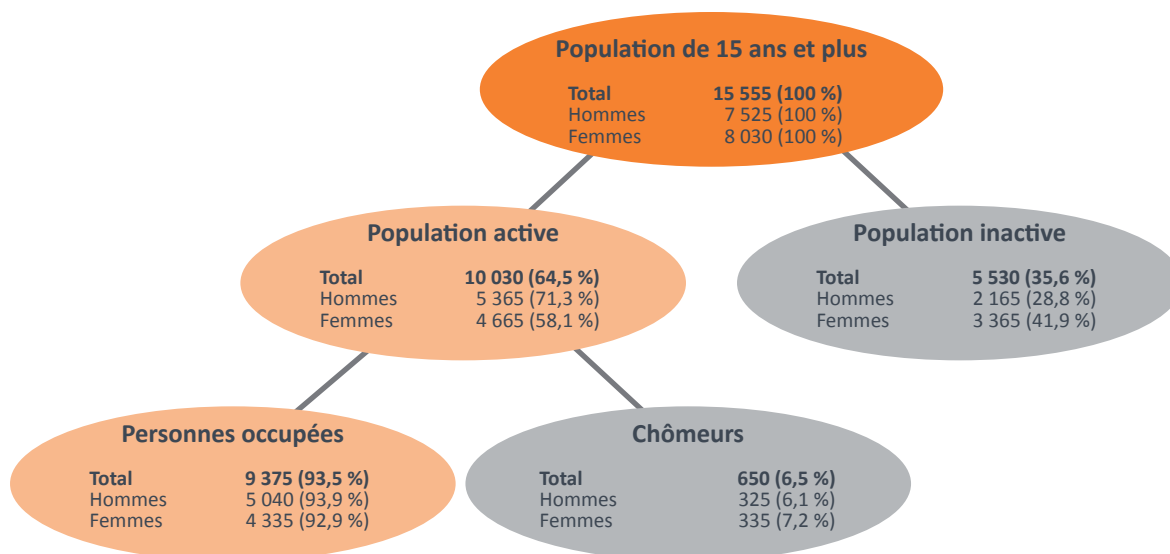 Population de 15 ans et plus
Total 15 555 (100 %)
Hommes 7 525 (100 %)
Femmes 8 030 (100 %)
Population active
Total 10 030 (64,5 %)
Hommes 5 365 (71,3 %)
Femmes 4 665 (58,1 %)
Population inactive
Total 5 530 (35,6 %)
Hommes 2 165 (28,8 %)
Femmes 3 365 (41,9 %)
Personnes occupées
Total 9 375 (93,5 %)
Hommes 5 040 (93,9 %)
Femmes 4 335 (92,9 %)
Chômeurs
Total 650 (6,5 %)
Hommes 325 (6,1 %)
Femmes 335 (7,2 %)